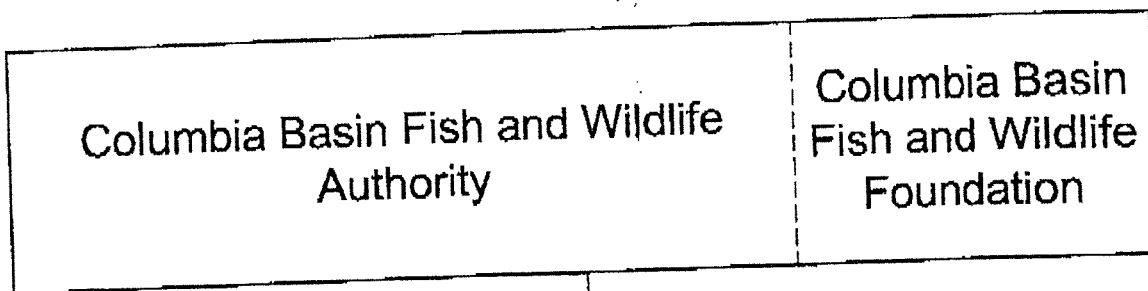 Columbia Basin Fish and Wildlife
Authority
Columbia Basin
Fish and Wildlife
Foundation